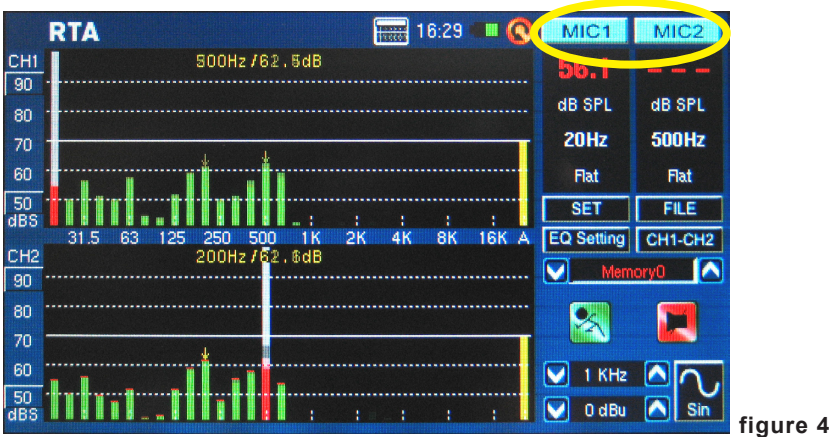 RTA 16:29 MIC1 MIC2
CH1 500Hz/62.5dB
56.1 - - -
90
80
70
60
50
dBS
dB SPL dB SPL
20Hz 500Hz
Flat Flat
SET FILE
31.5 63 125 250 500 1K 2K 4K 8K 16K A
EQ Setting CH1-CH2
CH2 200Hz/62.6dB
Memory0
90
80
70
60
50
dBS
1 KHz
0 dBu
Sin
figure 4